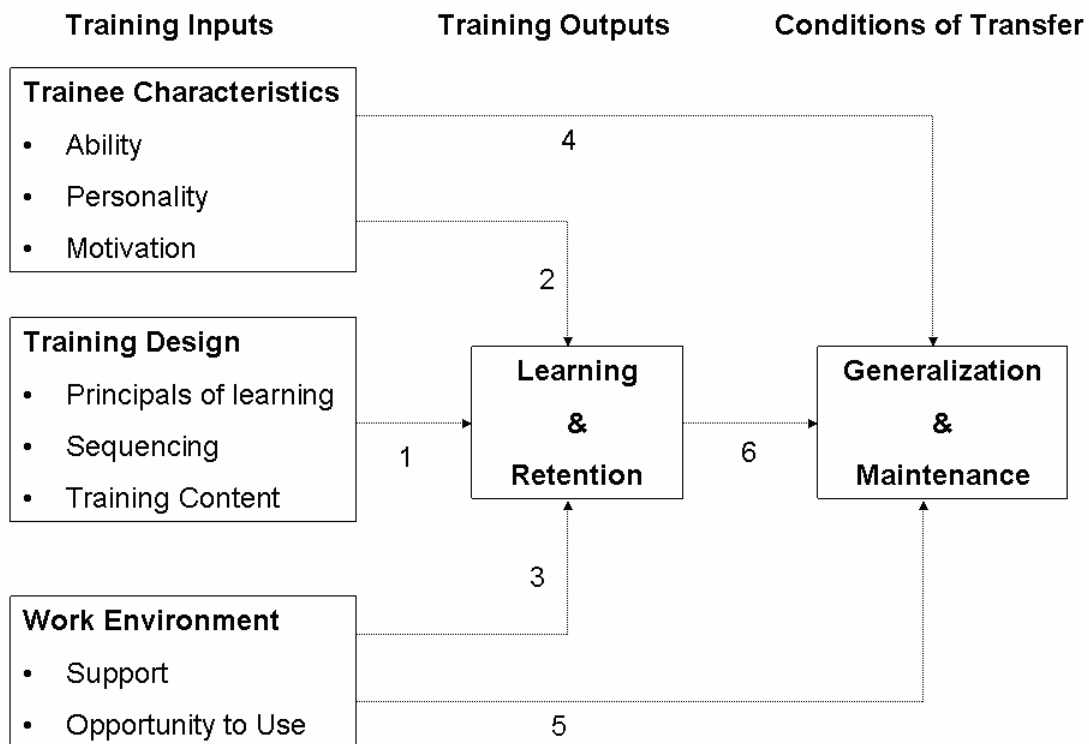 Training Inputs
Training Outputs
Conditions of Transfer
Trainee Characteristics
• Ability
• Personality
• Motivation
4
2
Training Design
• Principals of learning
• Sequencing
• Training Content
1
Learning
&
Retention
6
Generalization
&
Maintenance
3
Work Environment
• Support
• Opportunity to Use
5